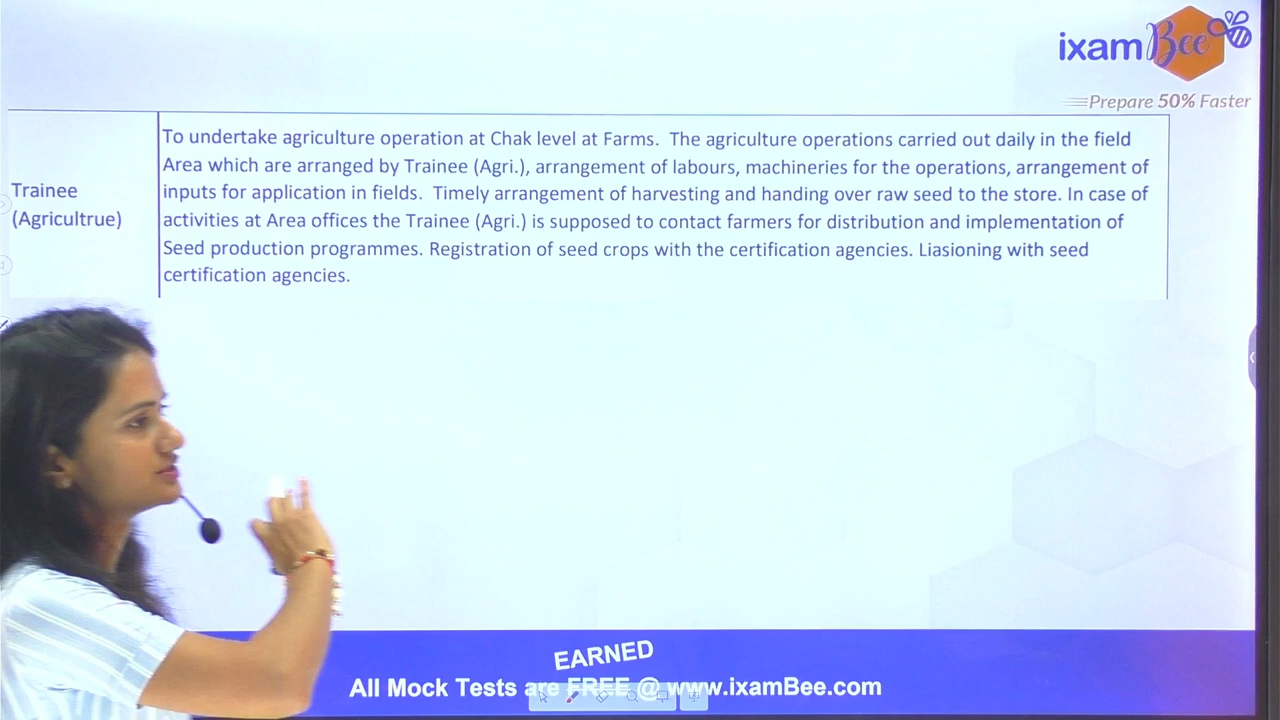 ixamBee
Prepare 50% Faster
Trainee
(Agricultrue)
To undertake agriculture operation at Chak level at Farms.  The agriculture operations carried out daily in the field
Area which are arranged by Trainee (Agri.), arrangement of labours, machineries for the operations, arrangement of
inputs for application in fields.  Timely arrangement of harvesting and handing over raw seed to the store. In case of
activities at Area offices the Trainee (Agri.) is supposed to contact farmers for distribution and implementation of
Seed production programmes. Registration of seed crops with the certification agencies. Liasioning with seed
certification agencies.
EARNED
All Mock Tests are FREE @ www.ixamBee.com